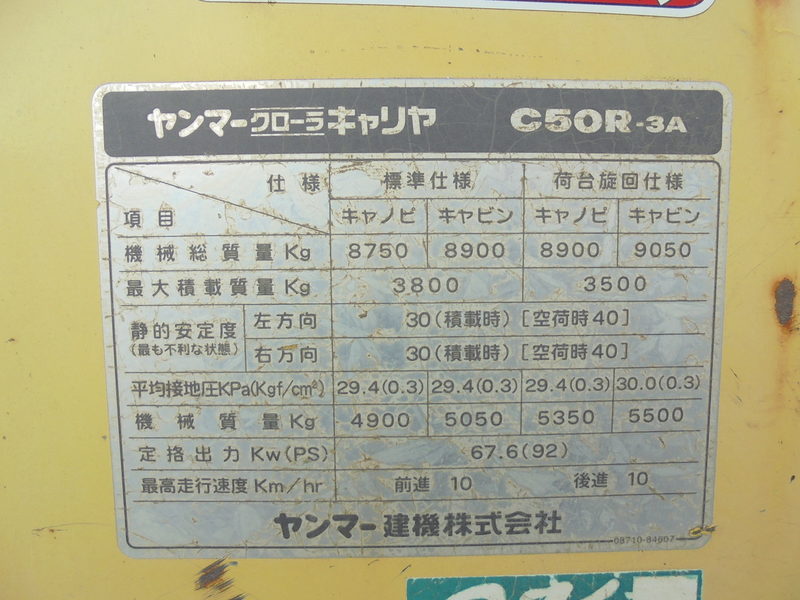 ヤンマークローラキャリヤ C50R-3A
仕様 標準仕様 荷台旋回仕様
項目 キャノピ キャビン キャノピ キャビン
機械総質量 Kg 8750 8900 8900 9050
最大積載質量 Kg 3800 3500
静的安定度 (最も不利な状態) 左方向 30(積載時)[空荷時40]
右方向 30(積載時)[空荷時40]
平均接地圧KPa(Kgf/cm²) 29.4(0.3) 29.4(0.3) 29.4(0.3) 30.0(0.3)
機械質量 Kg 4900 5050 5350 5500
定格出力 Kw(PS) 67.6(92)
最高走行速度 Km/hr 前進 10 後進 10
ヤンマー建機株式会社
08710-84607